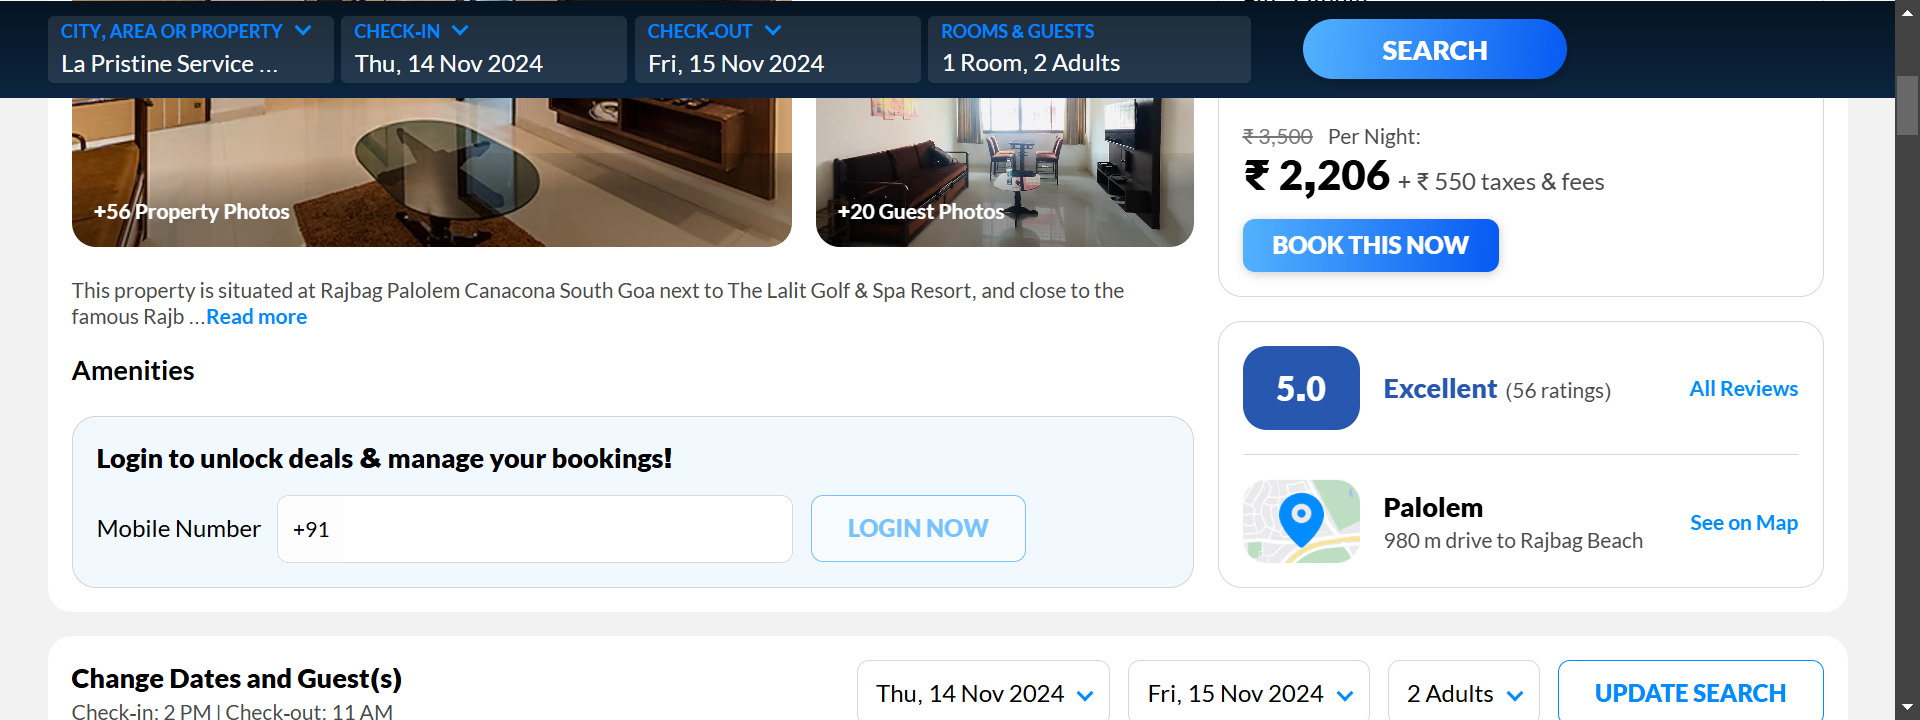 CITY, AREA OR PROPERTY
La Pristine Service ...
CHECK-IN
Thu, 14 Nov 2024
CHECK-OUT
Fri, 15 Nov 2024
ROOMS & GUESTS
1 Room, 2 Adults
SEARCH
+56 Property Photos
+20 Guest Photos
₹ 3,500 Per Night:
₹ 2,206 + ₹ 550 taxes & fees
BOOK THIS NOW
This property is situated at Rajbag Palolem Canacona South Goa next to The Lalit Golf & Spa Resort, and close to the
famous Rajb ...Read more
Amenities
Login to unlock deals & manage your bookings!
Mobile Number +91
LOGIN NOW
5.0 Excellent (56 ratings) All Reviews
Palolem
980 m drive to Rajbag Beach
See on Map
Change Dates and Guest(s)
Check-in: 2 PM | Check-out: 11 AM
Thu, 14 Nov 2024
Fri, 15 Nov 2024
2 Adults
UPDATE SEARCH